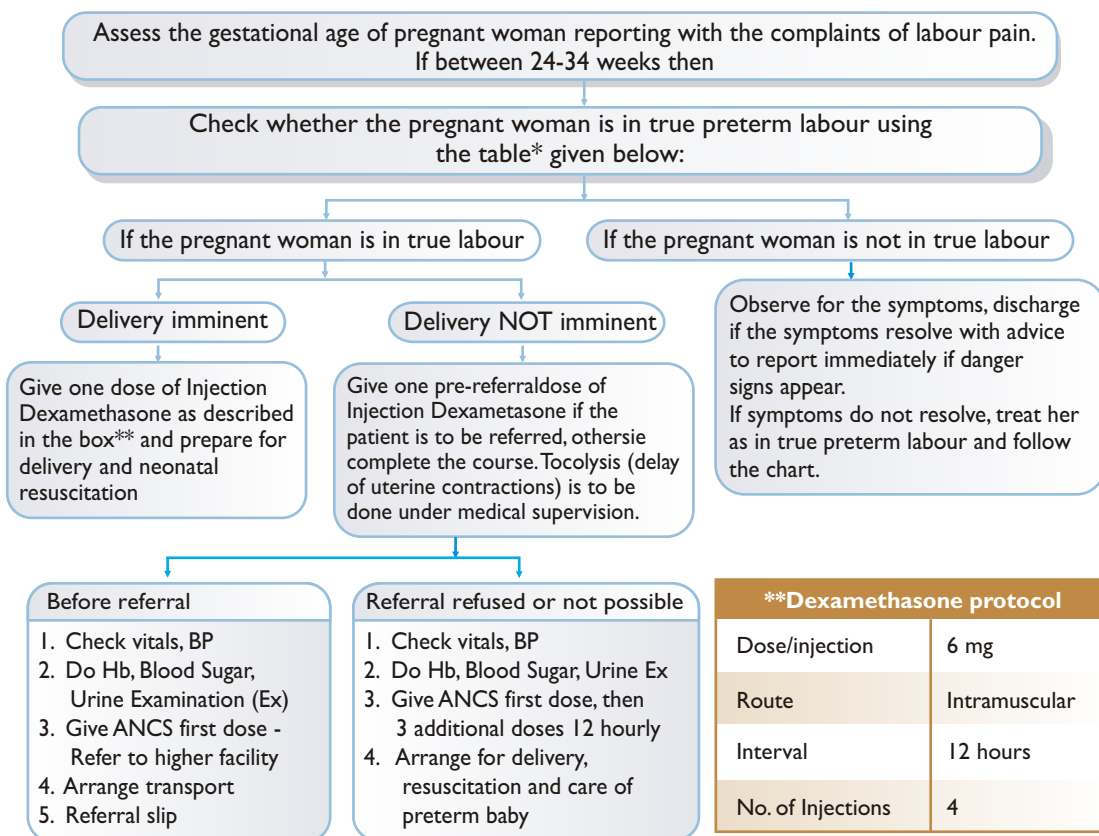 Assess the gestational age of pregnant woman reporting with the complaints of labour pain.
If between 24-34 weeks then
Check whether the pregnant woman is in true preterm labour using
the table* given below:
If the pregnant woman is in true labour
If the pregnant woman is not in true labour
Delivery imminent
Delivery NOT imminent
Observe for the symptoms, discharge
if the symptoms resolve with advice
to report immediately if danger
signs appear.
If symptoms do not resolve, treat her
as in true preterm labour and follow
the chart.
Give one dose of Injection
Dexamethasone as described
in the box** and prepare for
delivery and neonatal
resuscitation
Give one pre-referraldose of
Injection Dexametasone if the
patient is to be referred, othersie
complete the course. Tocolysis (delay
of uterine contractions) is to be
done under medical supervision.
Before referral
1. Check vitals, BP
2. Do Hb, Blood Sugar,
Urine Examination (Ex)
3. Give ANCS first dose -
Refer to higher facility
4. Arrange transport
5. Referral slip
Referral refused or not possible
1. Check vitals, BP
2. Do Hb, Blood Sugar, Urine Ex
3. Give ANCS first dose, then
3 additional doses 12 hourly
4. Arrange for delivery,
resuscitation and care of
preterm baby
**Dexamethasone protocol
Dose/injection 6 mg
Route Intramuscular
Interval 12 hours
No. of Injections 4